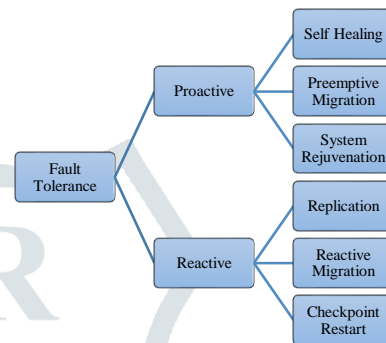 Self Healing
Proactive
Preemptive
Migration
System
Rejuvenation
Fault
Tolerance
Replication
Reactive
Reactive
Migration
Checkpoint
Restart
R